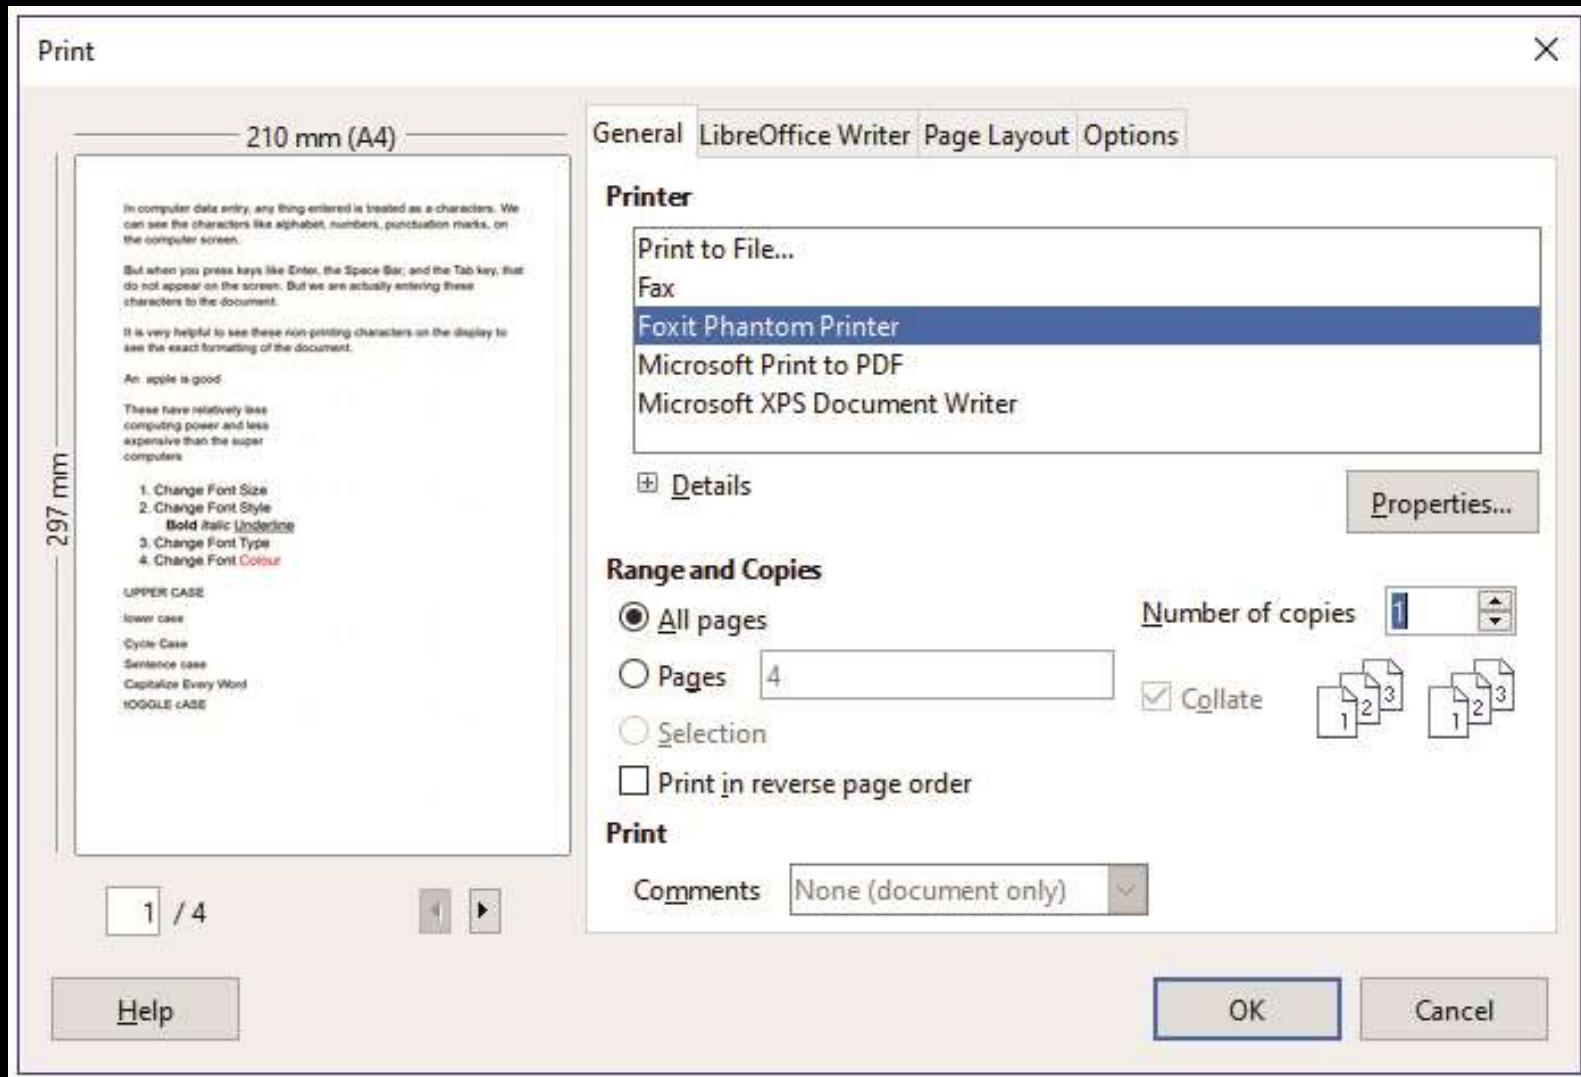 Print
210 mm (A4)
297 mm
In computer data entry, any thing entered is treated as a characters. We
can see the characters like alphabet, numbers, punctuation marks, on
the computer screen.
But when you press keys like Enter, the Space Bar, and the Tab key, that
do not appear on the screen. But we are actually entering these
characters to the document.
It is very helpful to see these non-printing characters on the display to
see the exact formatting of the document.
An apple is good
These have relatively less
computing power and less
expensive than the super
computers
1. Change Font Size
2. Change Font Style
Bold Italic Underline
3. Change Font Type
4. Change Font Colour
UPPER CASE
lower case
Cycle Case
Sentence case
Capitalize Every Word
tOGGLE cASE
1 / 4
General LibreOffice Writer Page Layout Options
Printer
Print to File...
Fax
Foxit Phantom Printer
Microsoft Print to PDF
Microsoft XPS Document Writer
Details
Properties...
Range and Copies
All pages
Pages 4
Selection
Print in reverse page order
Number of copies 1
Collate
1 2 3 1 2 3
Print
Comments None (document only)
Help OK Cancel